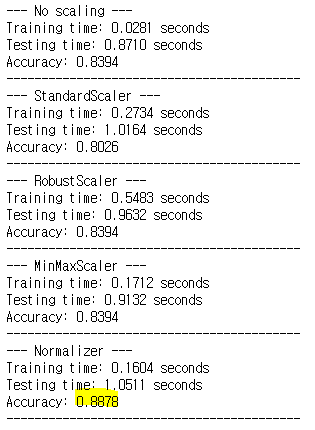 --- No scaling ---
Training time: 0.0281 seconds
Testing time: 0.8710 seconds
Accuracy: 0.8394
------------------------------------
--- StandardScaler ---
Training time: 0.2734 seconds
Testing time: 1.0164 seconds
Accuracy: 0.8026
------------------------------------
--- RobustScaler ---
Training time: 0.5483 seconds
Testing time: 0.9632 seconds
Accuracy: 0.8394
------------------------------------
--- MinMaxScaler ---
Training time: 0.1712 seconds
Testing time: 0.9132 seconds
Accuracy: 0.8394
------------------------------------
--- Normalizer ---
Training time: 0.1604 seconds
Testing time: 1.0511 seconds
Accuracy: 0.8878
------------------------------------